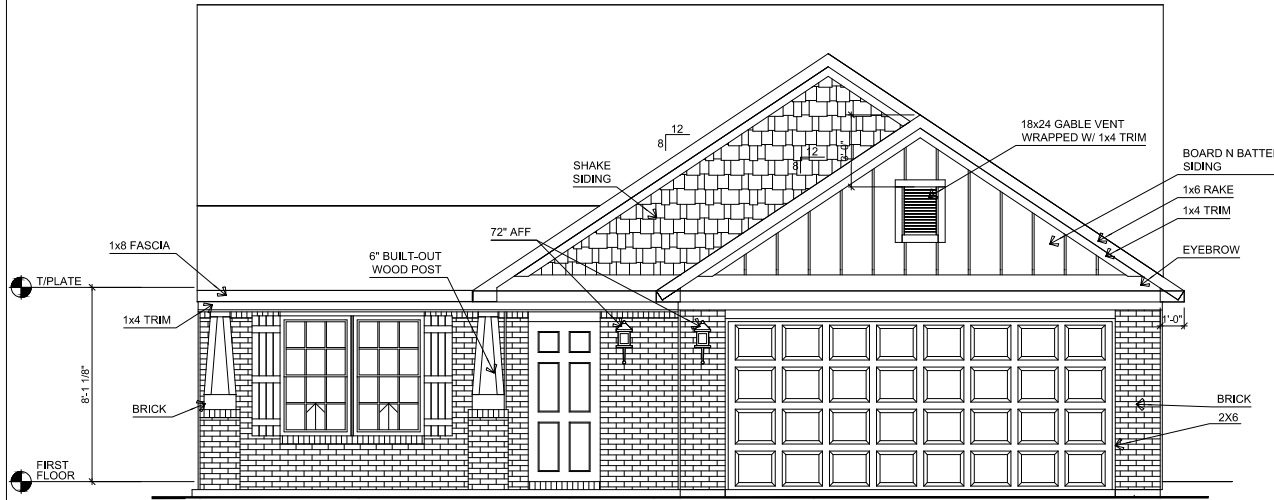 18x24 GABLE VENT
WRAPPED W/ 1x4 TRIM
12
8
12
8
SHAKE
SIDING
BOARD N BATTE
SIDING
1x6 RAKE
1x4 TRIM
EYEBROW
72" AFF
1x8 FASCIA
6" BUILT-OUT
WOOD POST
T/PLATE
1x4 TRIM
1'-0"
8'-1 1/8"
BRICK
BRICK
2X6
FIRST
FLOOR